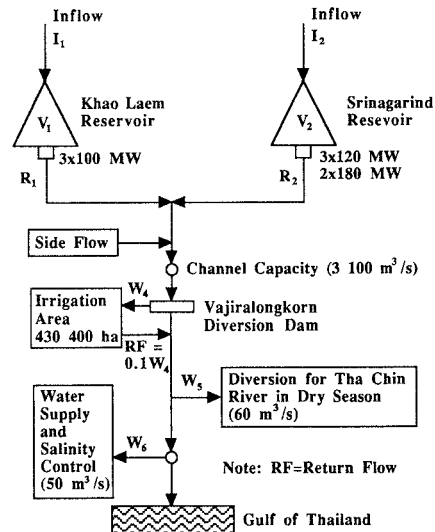 Inflow
I1
Inflow
I2
Khao Laem
Reservoir
V1
3x100 MW
R1
Srinagarind
Resevoir
V2
3x120 MW
2x180 MW
R2
Side Flow
Channel Capacity (3 100 m³/s)
W4
Irrigation
Area
430 400 ha
Vajiralongkorn
Diversion Dam
RF =
0.1W4
W5
Diversion for Tha Chin
River in Dry Season
(60 m³/s)
Water
Supply
and
Salinity
Control
(50 m³/s)
W6
Note: RF=Return Flow
Gulf of Thailand